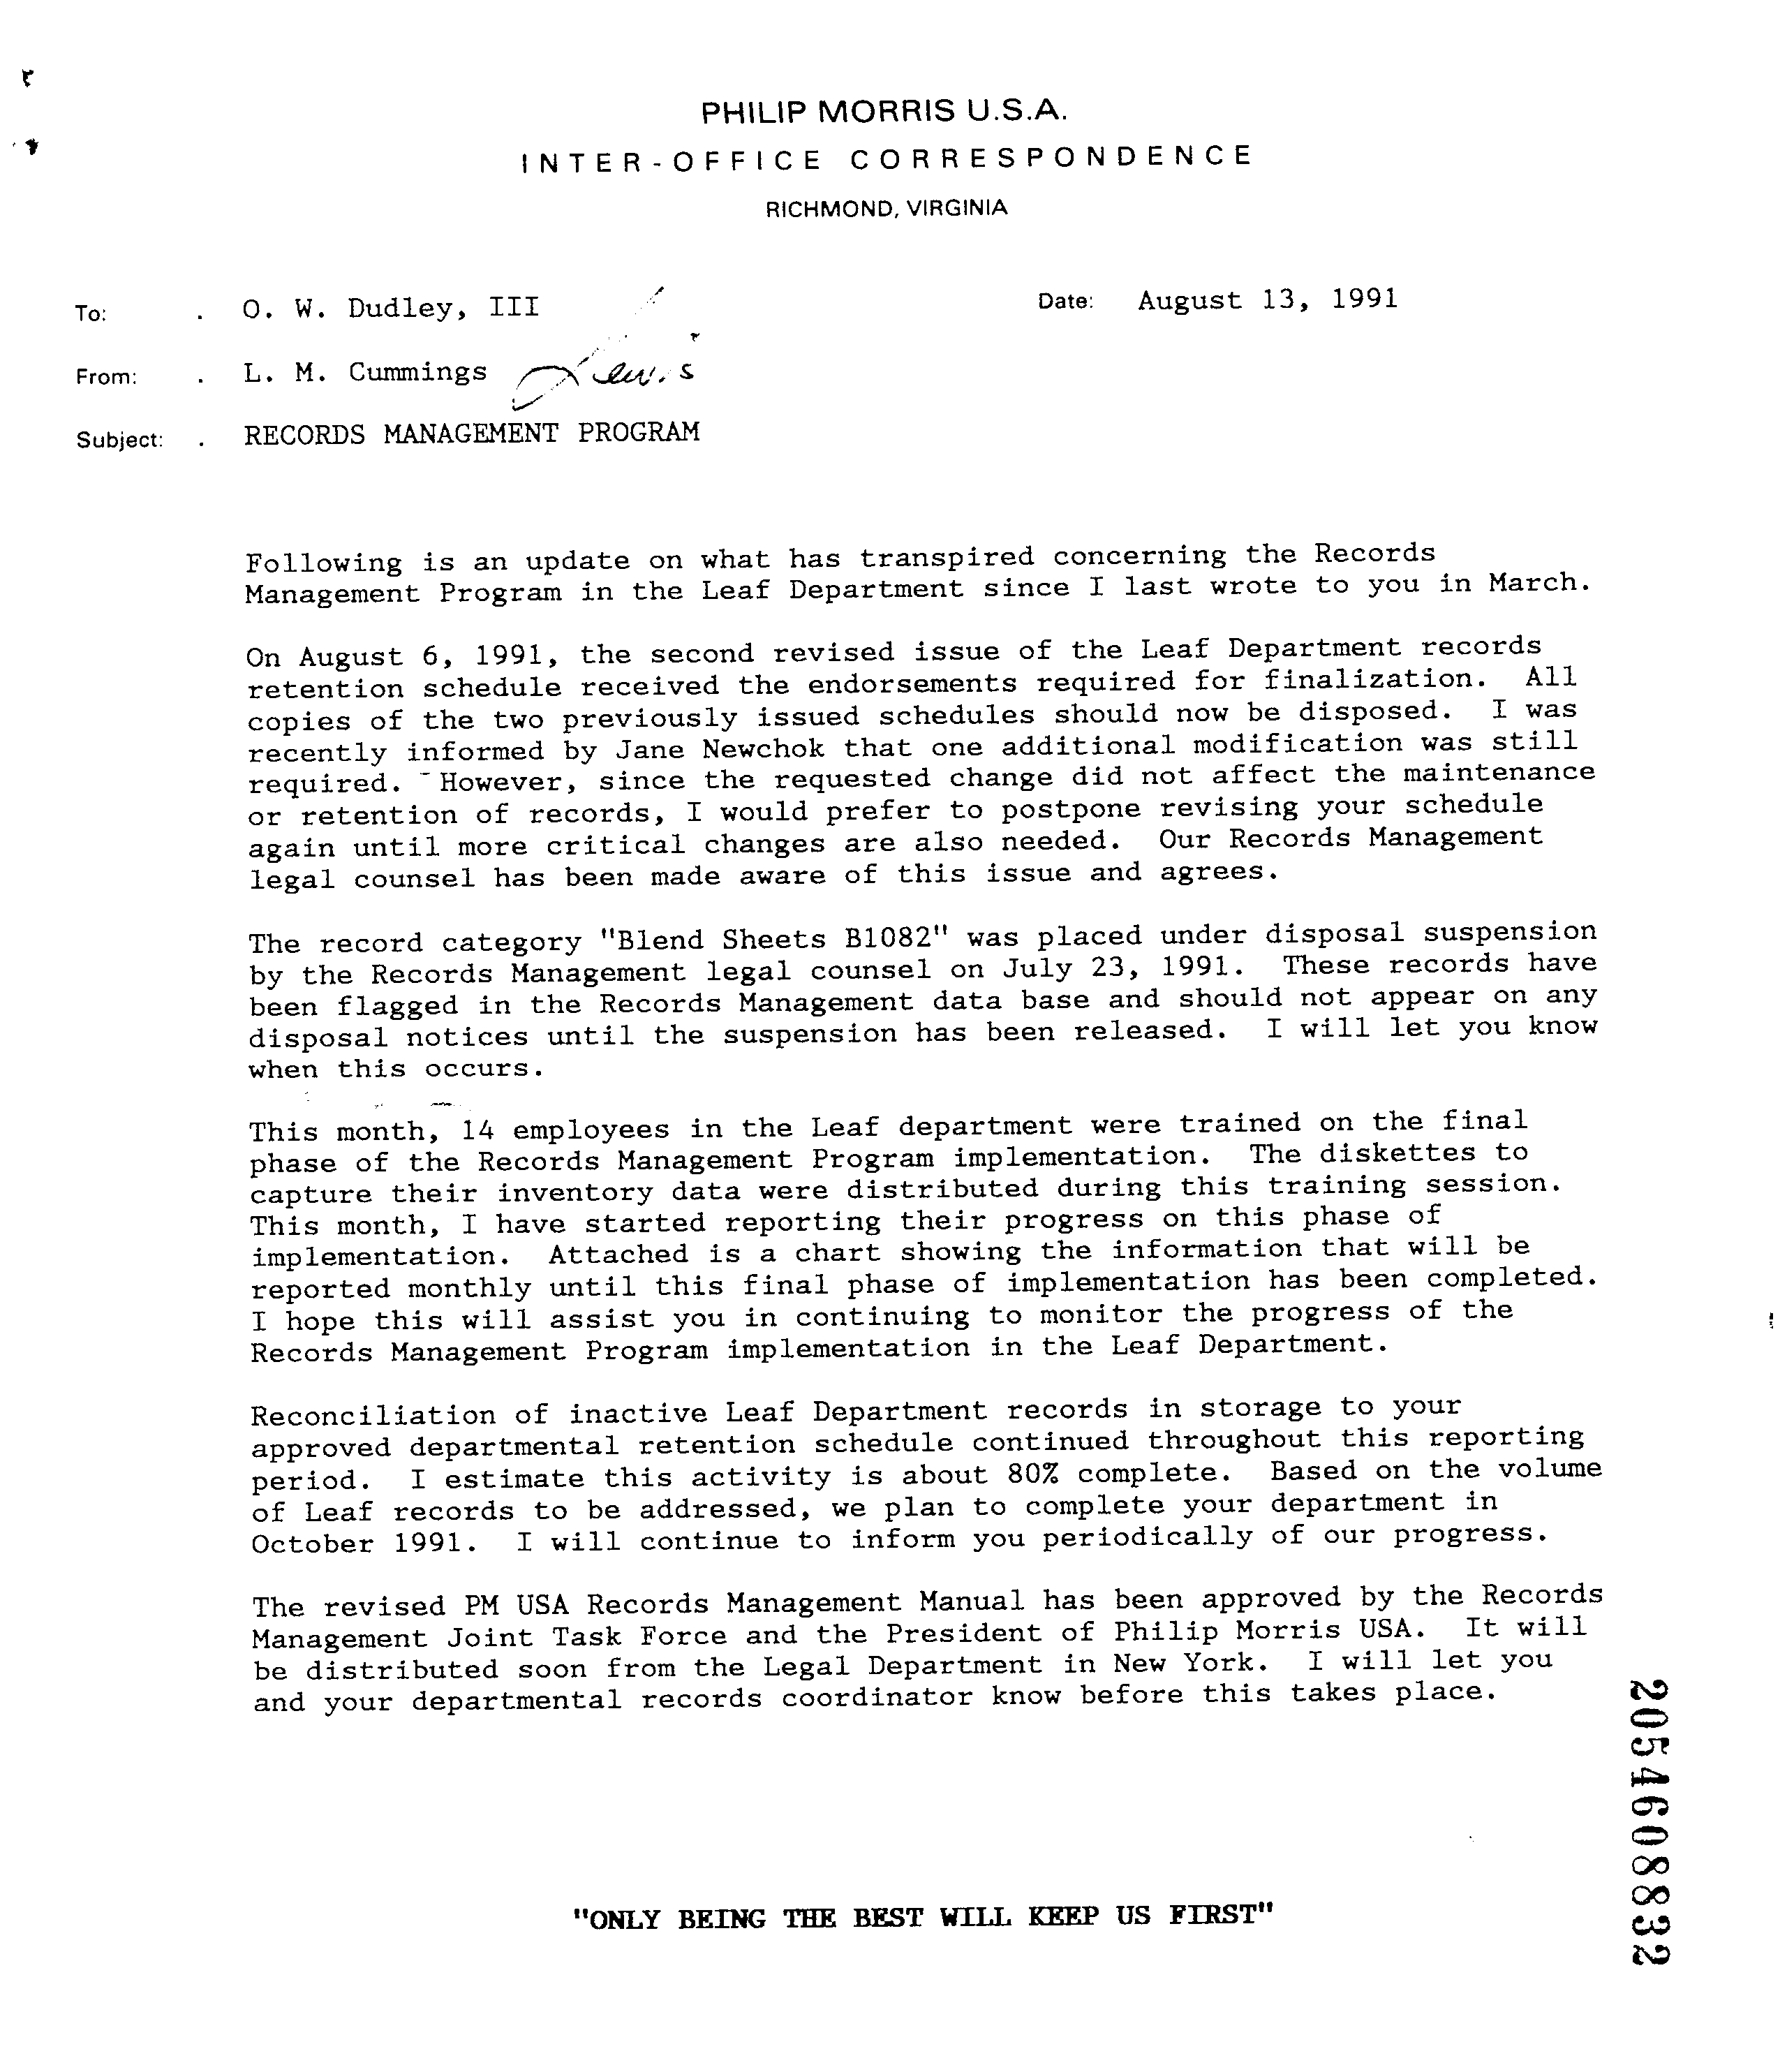 PHILIP MORRIS U.S.A.
INTER-OFFICE CORRESPONDENCE
RICHMOND, VIRGINIA
To: . O. W. Dudley, III Date: August 13, 1991
From: . L. M. Cummings Lewis
Subject: . RECORDS MANAGEMENT PROGRAM
Following is an update on what has transpired concerning the Records
Management Program in the Leaf Department since I last wrote to you in March.
On August 6, 1991, the second revised issue of the Leaf Department records
retention schedule received the endorsements required for finalization. All
copies of the two previously issued schedules should now be disposed. I was
recently informed by Jane Newchok that one additional modification was still
required. However, since the requested change did not affect the maintenance
or retention of records, I would prefer to postpone revising your schedule
again until more critical changes are also needed. Our Records Management
legal counsel has been made aware of this issue and agrees.
The record category "Blend Sheets B1082" was placed under disposal suspension
by the Records Management legal counsel on July 23, 1991. These records have
been flagged in the Records Management data base and should not appear on any
disposal notices until the suspension has been released. I will let you know
when this occurs.
This month, 14 employees in the Leaf department were trained on the final
phase of the Records Management Program implementation. The diskettes to
capture their inventory data were distributed during this training session.
This month, I have started reporting their progress on this phase of
implementation. Attached is a chart showing the information that will be
reported monthly until this final phase of implementation has been completed.
I hope this will assist you in continuing to monitor the progress of the
Records Management Program implementation in the Leaf Department.
Reconciliation of inactive Leaf Department records in storage to your
approved departmental retention schedule continued throughout this reporting
period. I estimate this activity is about 80% complete. Based on the volume
of Leaf records to be addressed, we plan to complete your department in
October 1991. I will continue to inform you periodically of our progress.
The revised PM USA Records Management Manual has been approved by the Records
Management Joint Task Force and the President of Philip Morris USA. It will
be distributed soon from the Legal Department in New York. I will let you
and your departmental records coordinator know before this takes place.
"ONLY BEING THE BEST WILL KEEP US FIRST"
2054608832